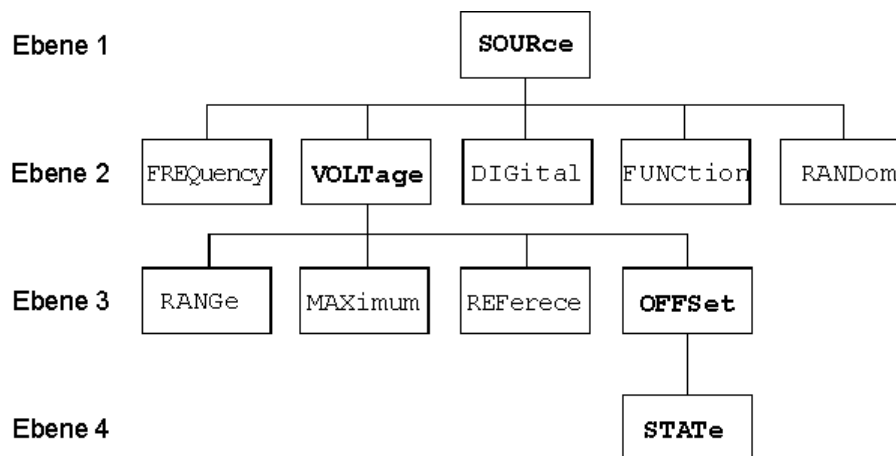 Ebene 1 SOURce
Ebene 2 FREQuency VOLTage DIGital FUNCtion RANDom
Ebene 3 RANGe MAXimum REFerece OFFSet
Ebene 4 STATe